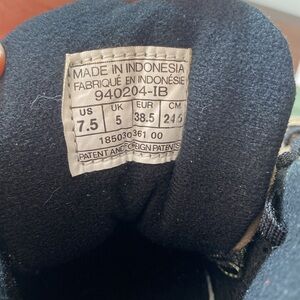 MADE IN INDONESIA
FABRIQUÉ EN INDONÉSIE
940204-IB
US UK EUR CM
7.5 5 38.5 24.5
185030361 00
PATENT AND FOREIGN PATENTS